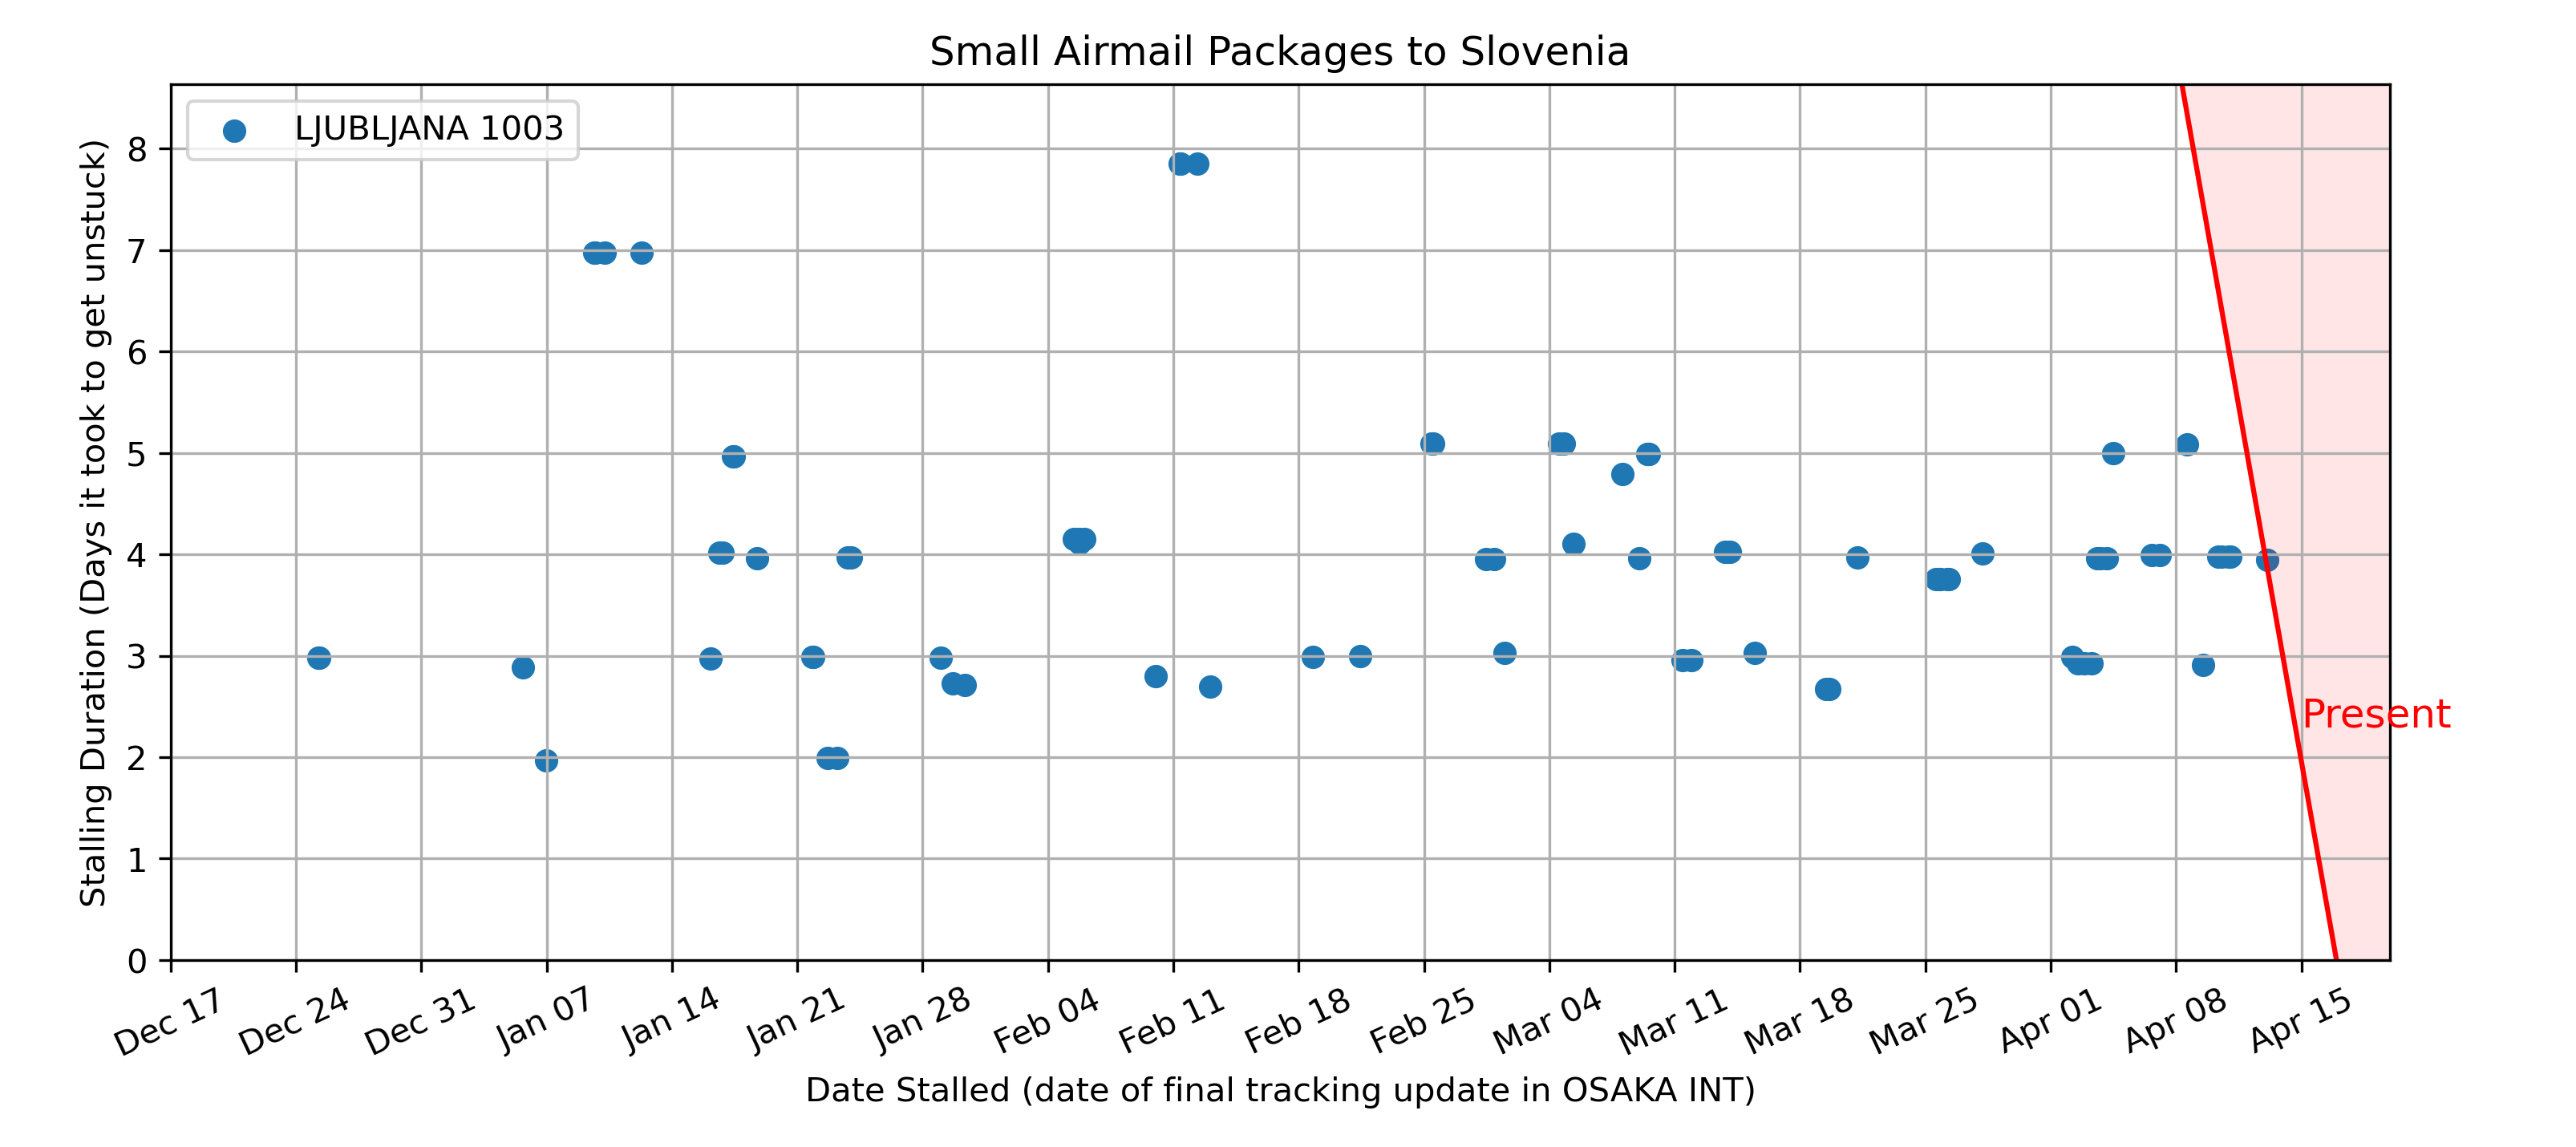 Small Airmail Packages to Slovenia
LJUBLJANA 1003
Stalling Duration (Days it took to get unstuck)
8
7
6
5
4
3
2
1
0
Present
Dec 17 Dec 24 Dec 31 Jan 07 Jan 14 Jan 21 Jan 28 Feb 04 Feb 11 Feb 18 Feb 25 Mar 04 Mar 11 Mar 18 Mar 25 Apr 01 Apr 08 Apr 15
Date Stalled (date of final tracking update in OSAKA INT)